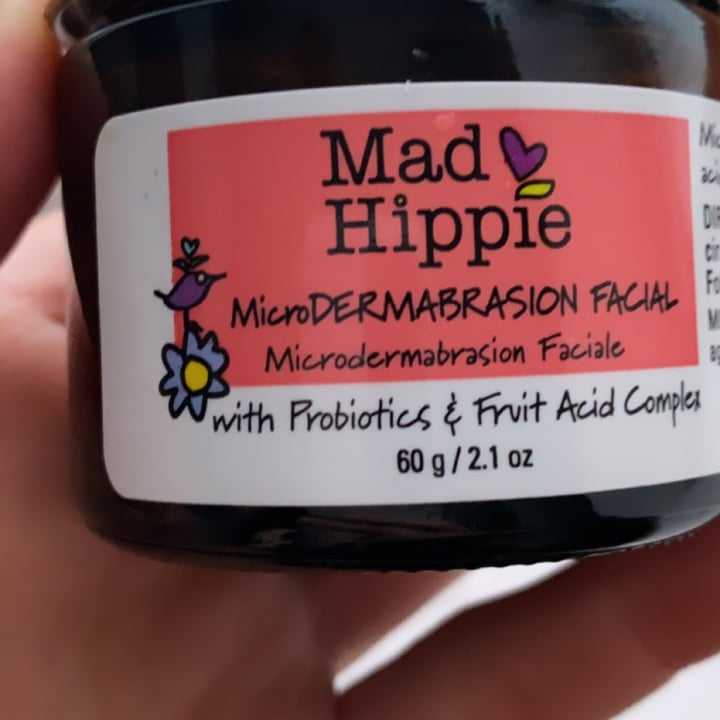 Mad
Hippie
MicroDERMABRASION FACIAL
Microdermabrasion Faciale
with Probiotics & Fruit Acid Complex
60 g / 2.1 oz